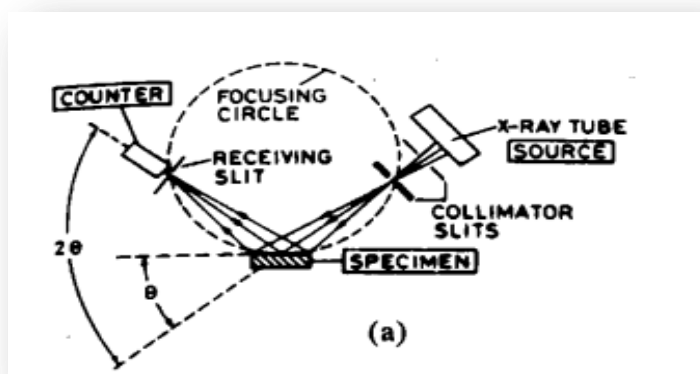 COUNTER
FOCUSING
CIRCLE
X-RAY TUBE
SOURCE
RECEIVING
SLIT
COLLIMATOR
SLITS
2θ
θ
SPECIMEN
(a)